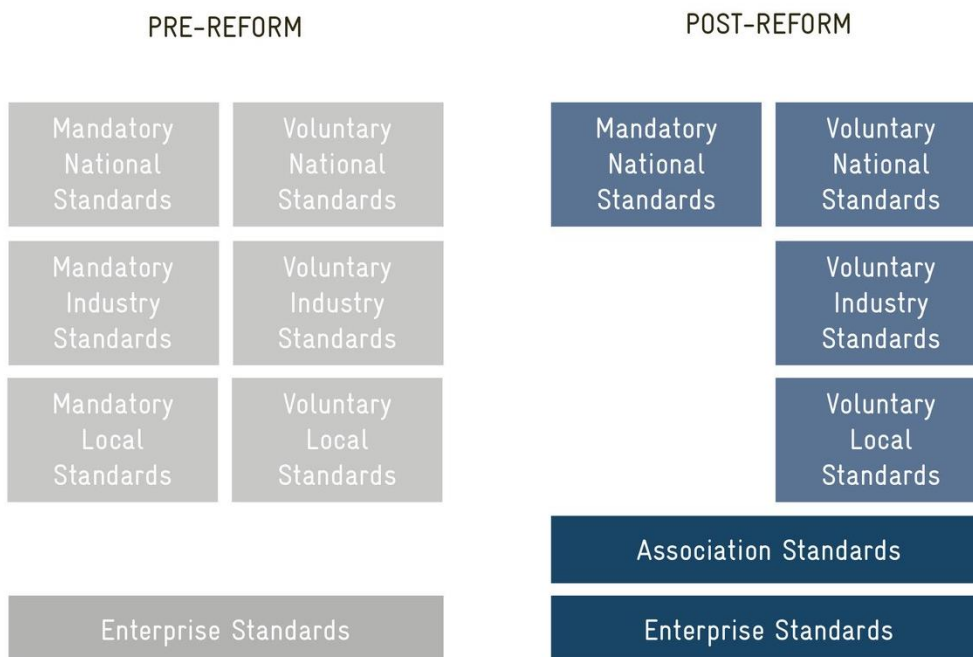 PRE-REFORM
POST-REFORM
Mandatory
National
Standards
Voluntary
National
Standards
Mandatory
National
Standards
Voluntary
National
Standards
Mandatory
Industry
Standards
Voluntary
Industry
Standards
Voluntary
Industry
Standards
Mandatory
Local
Standards
Voluntary
Local
Standards
Voluntary
Local
Standards
Association Standards
Enterprise Standards
Enterprise Standards